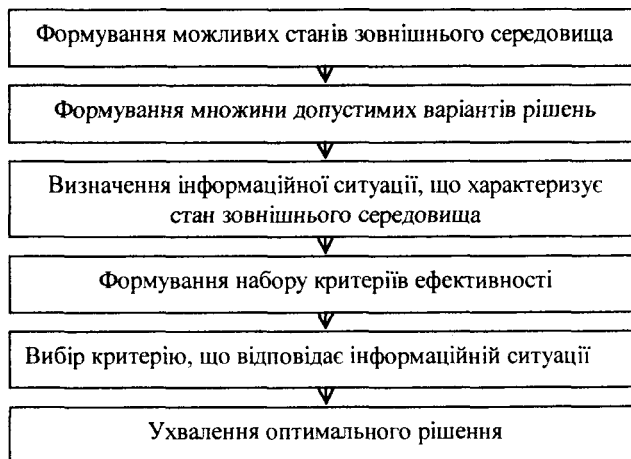 Формування можливих станів зовнішнього середовища
Формування множини допустимих варіантів рішень
Визначення інформаційної ситуації, що характеризує
стан зовнішнього середовища
Формування набору критеріїв ефективності
Вибір критерію, що відповідає інформаційній ситуації
Ухвалення оптимального рішення